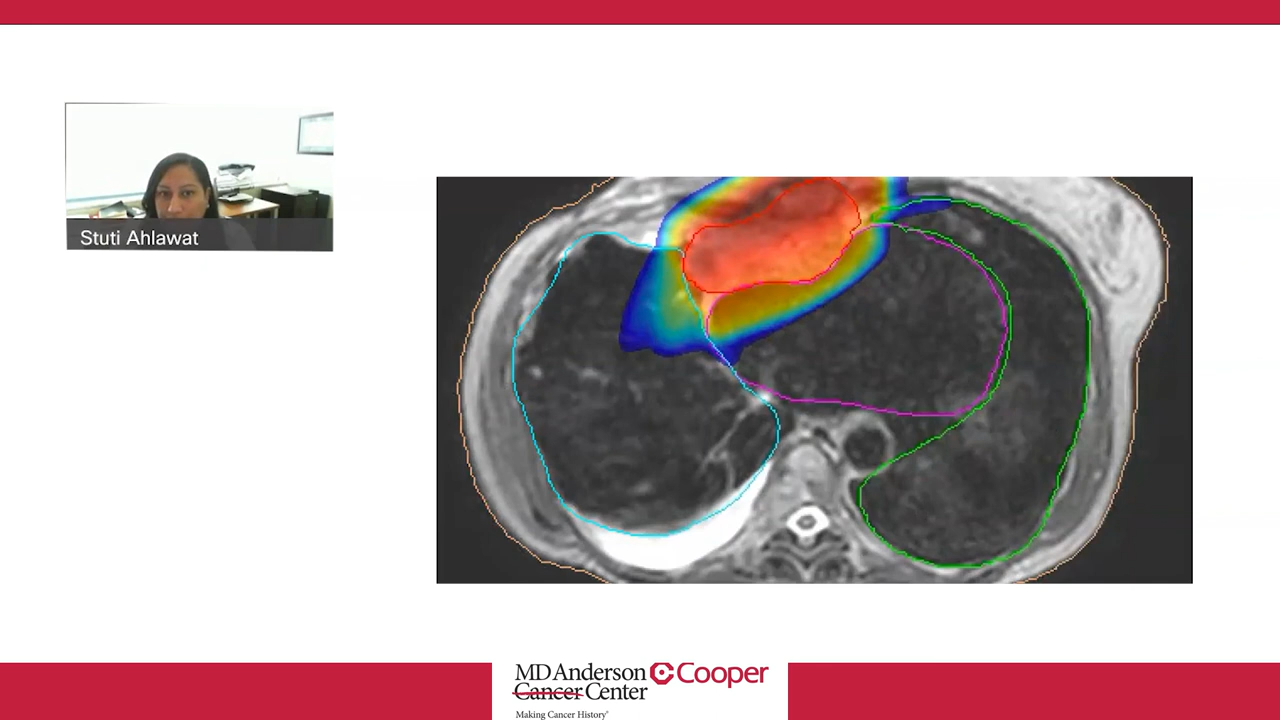 Stuti Ahlawat
MD Anderson Cooper
Cancer Center
Making Cancer History®